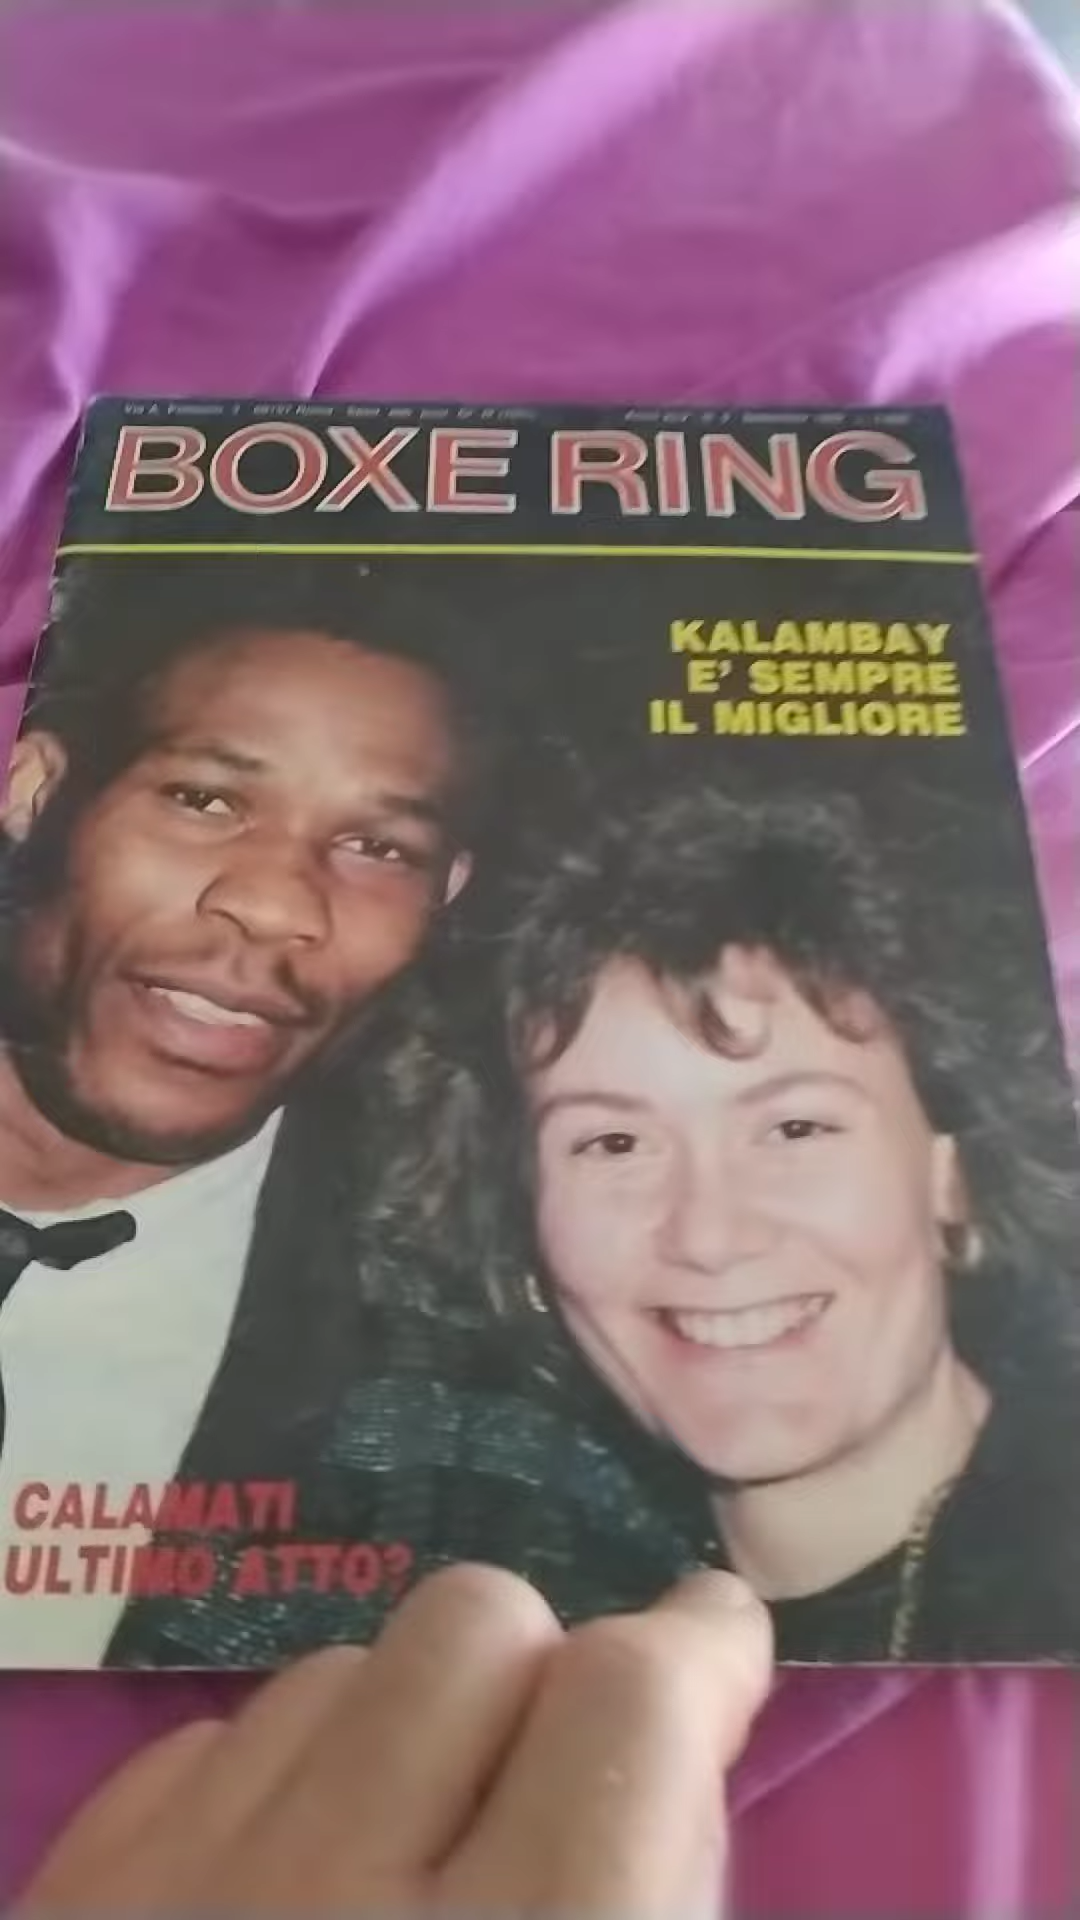 BOXE RING
KALAMBAY
E' SEMPRE
IL MIGLIORE
CALAMATI
ULTIMO ATTO?